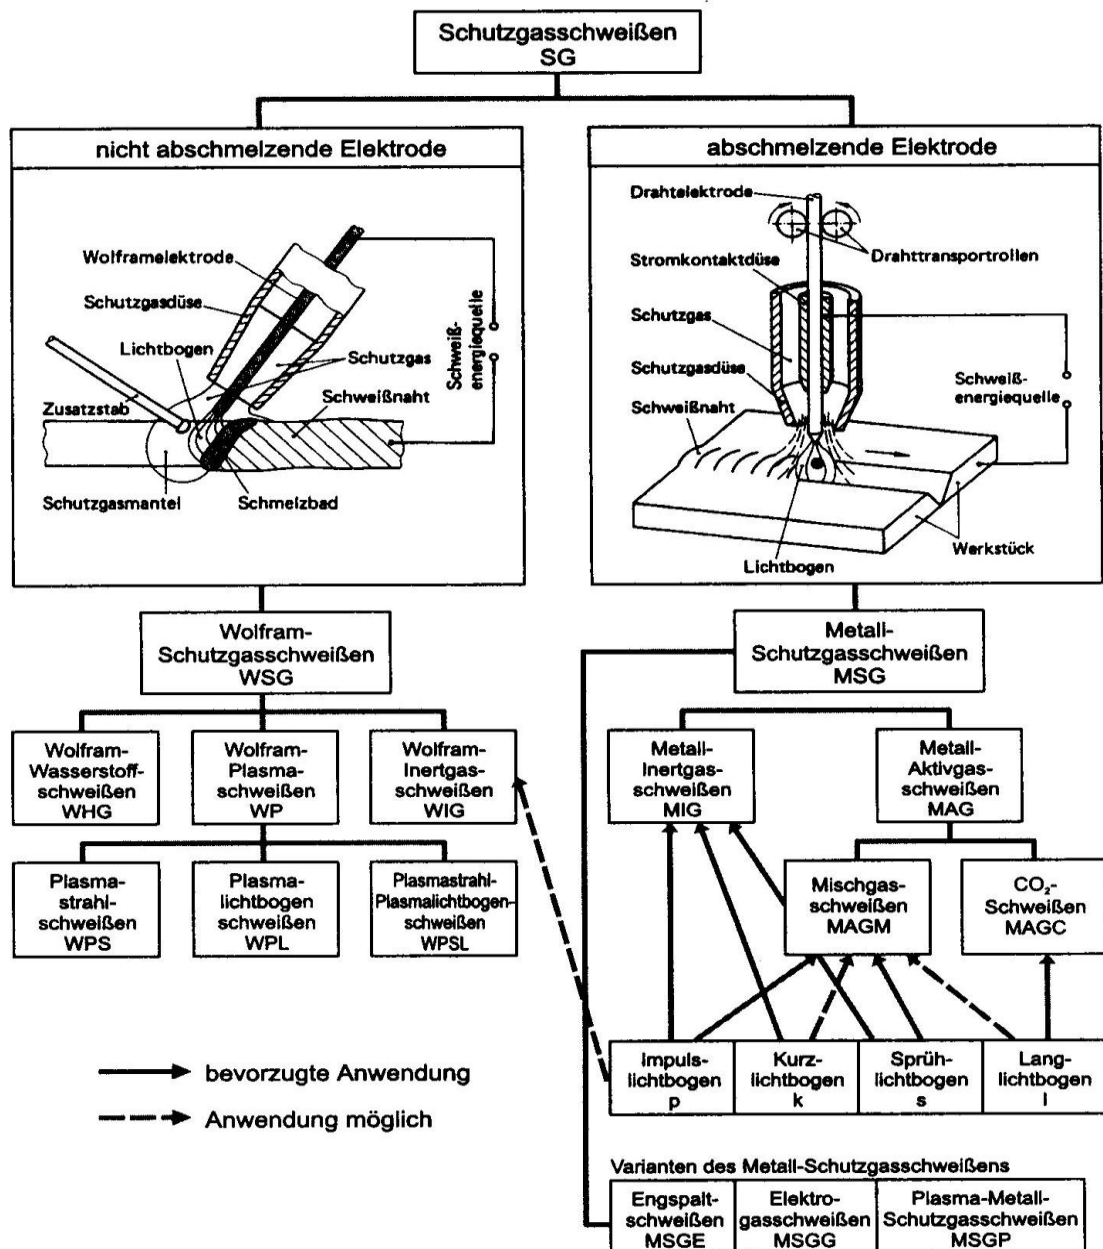 Schutzgasschweißen
SG
nicht abschmelzende Elektrode
Wolframelektrode
Schutzgasdüse
Lichtbogen
Schutzgas
Schweiß-
energiequelle
Schweißnaht
Zusatzstab
Schutzgasmantel
Schmelzbad
abschmelzende Elektrode
Drahtelektrode
Drahttransportrollen
Stromkontaktdüse
Schutzgas
Schutzgasdüse
Schweiß-
energiequelle
Schweißnaht
Werkstück
Lichtbogen
Wolfram-
Schutzgasschweißen
WSG
Wolfram-
Wasserstoff-
schweißen
WHG
Wolfram-
Plasma-
schweißen
WP
Wolfram-
Inertgas-
schweißen
WIG
Plasma-
strahl-
schweißen
WPS
Plasma-
lichtbogen
schweißen
WPL
Plasmastrahl-
Plasmalichtbogen-
schweißen
WPSL
Metall-
Schutzgasschweißen
MSG
Metall-
Inertgas-
schweißen
MIG
Metall-
Aktivgas-
schweißen
MAG
Mischgas-
schweißen
MAGM
CO₂-
Schweißen
MAGC
Impuls-
lichtbogen
p
Kurz-
lichtbogen
k
Sprüh-
lichtbogen
s
Lang-
lichtbogen
l
bevorzugte Anwendung
Anwendung möglich
Varianten des Metall-Schutzgasschweißens
Engspalt-
schweißen
MSGE
Elektro-
gasschweißen
MSGG
Plasma-Metall-
Schutzgasschweißen
MSGP